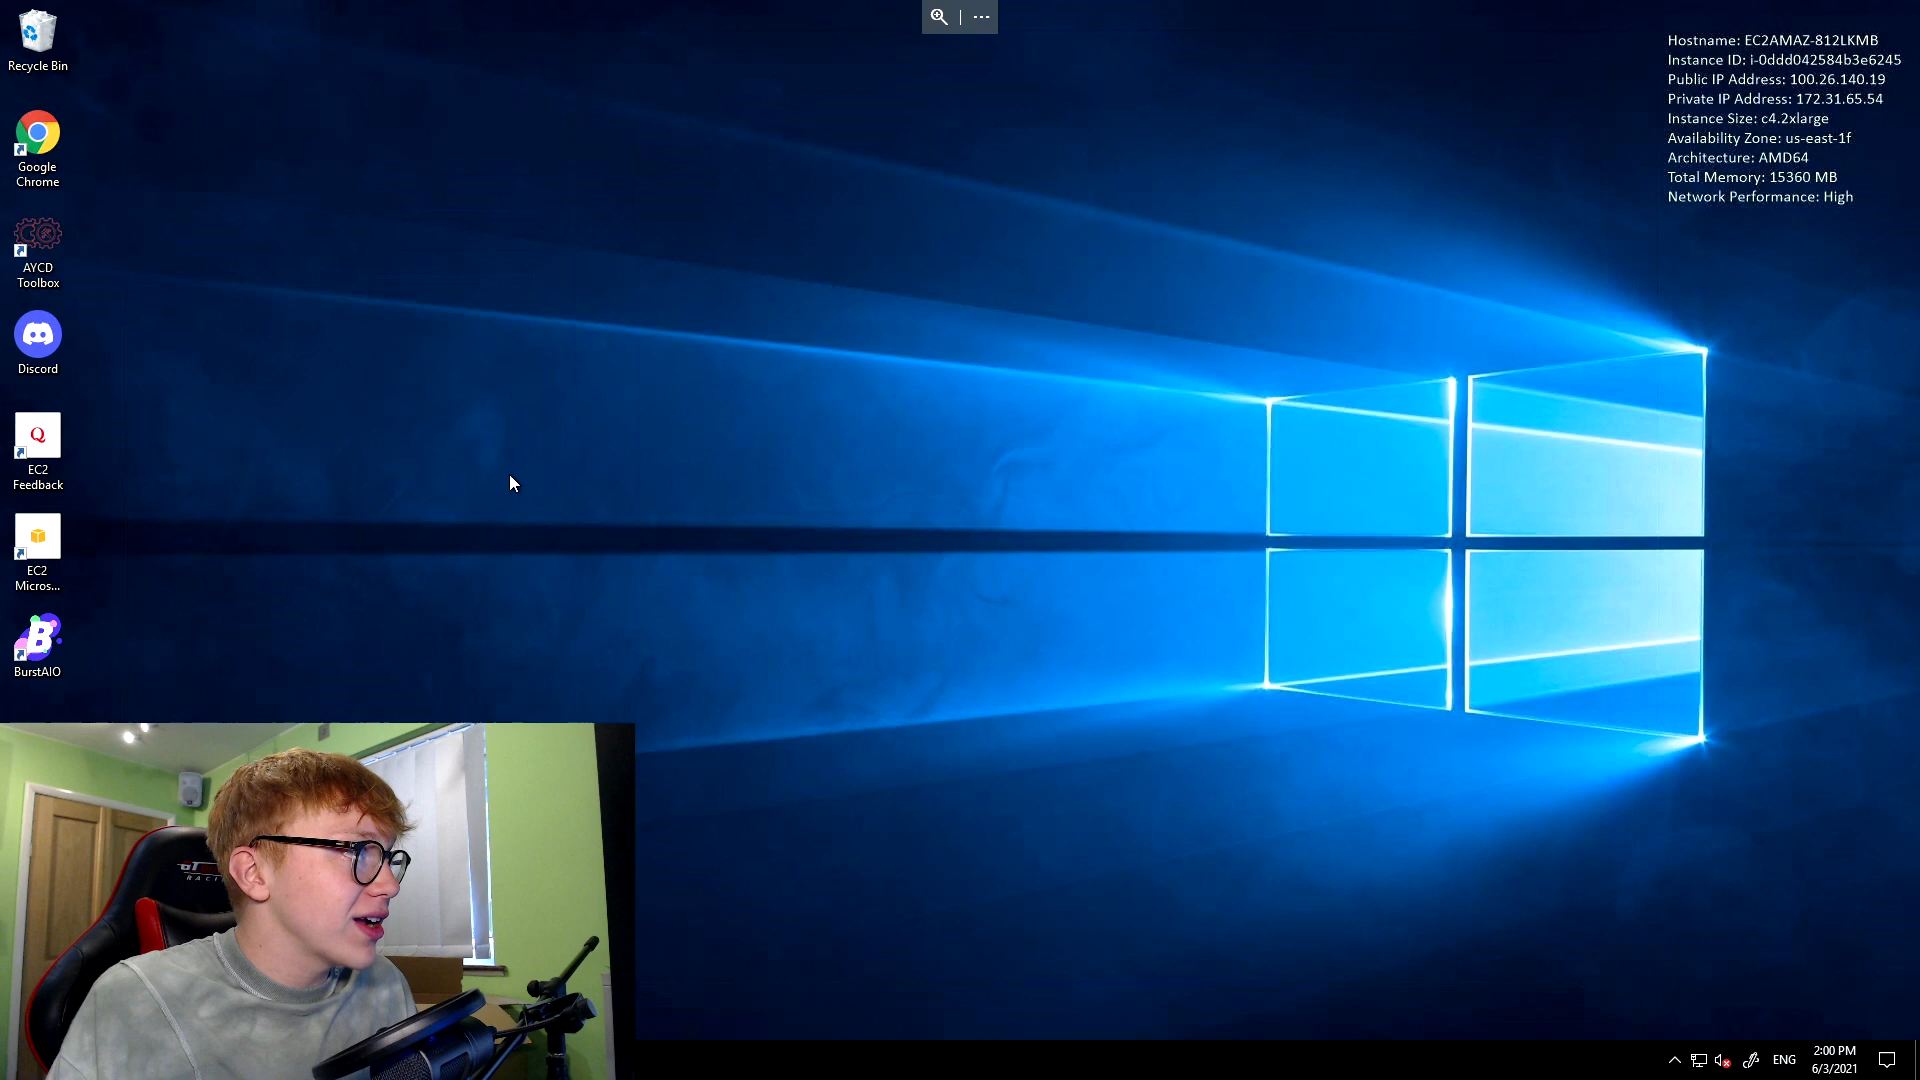 Recycle Bin
Google
Chrome
AYCD
Toolbox
Discord
Q
EC2
Feedback
EC2
Micros...
B
BurstAIO
Hostname: EC2AMAZ-812LKMB
Instance ID: i-0ddd042584b3e6245
Public IP Address: 100.26.140.19
Private IP Address: 172.31.65.54
Instance Size: c4.2xlarge
Availability Zone: us-east-1f
Architecture: AMD64
Total Memory: 15360 MB
Network Performance: High
ENG
2:00 PM
6/3/2021